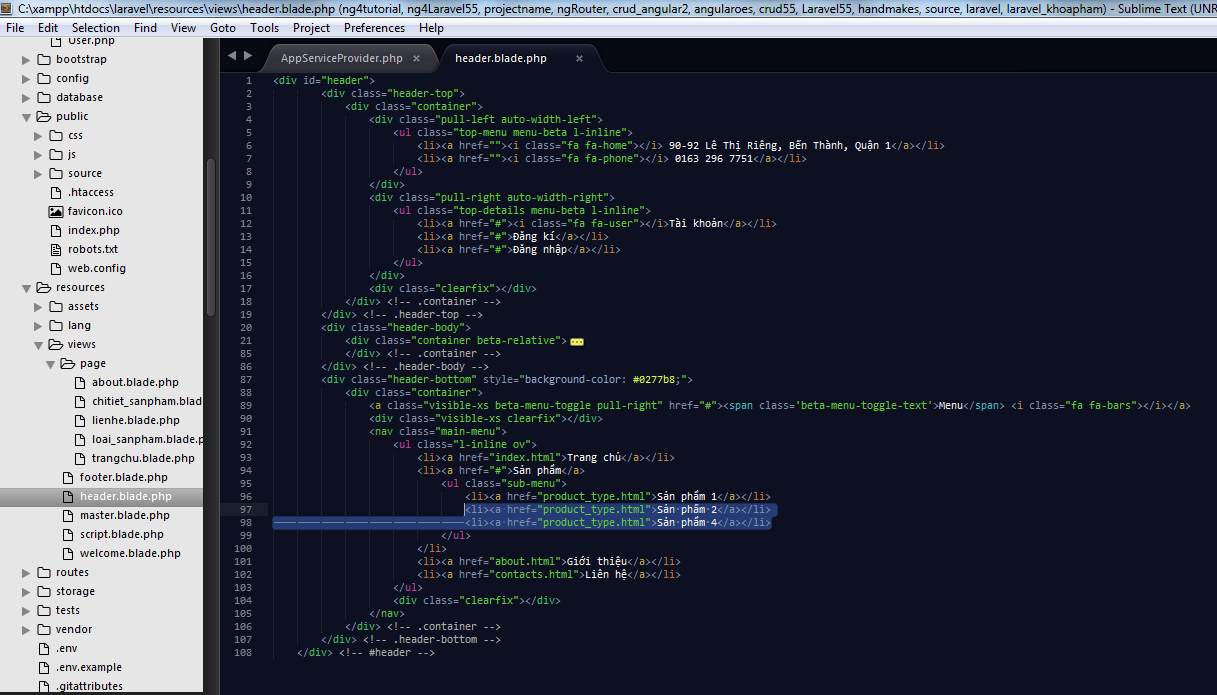 C:\xampp\htdocs\laravel\resources\views\header.blade.php (ng4tutorial, ng4Laravel55, projectname, ngRouter, crud_angular2, angularoes, crud55, Laravel55, handmakes, source, laravel, laravel_khoapham) - Sublime Text (UNR
File Edit Selection Find View Goto Tools Project Preferences Help
User.php
bootstrap
config
database
public
css
js
source
.htaccess
favicon.ico
index.php
robots.txt
web.config
resources
assets
lang
views
page
about.blade.php
chitiet_sanpham.blad
lienhe.blade.php
loai_sanpham.blade.p
trangchu.blade.php
footer.blade.php
header.blade.php
master.blade.php
script.blade.php
welcome.blade.php
routes
storage
tests
vendor
.env
.env.example
.gitattributes
AppServiceProvider.php × header.blade.php ×
1 <div id="header">
2 <div class="header-top">
3 <div class="container">
4 <div class="pull-left auto-width-left">
5 <ul class="top-menu menu-beta l-inline">
6 <li><a href=""><i class="fa fa-home"></i> 90-92 Lê Thị Riêng, Bến Thành, Quận 1</a></li>
7 <li><a href=""><i class="fa fa-phone"></i> 0163 296 7751</a></li>
8 </ul>
9 </div>
10 <div class="pull-right auto-width-right">
11 <ul class="top-details menu-beta l-inline">
12 <li><a href="#"><i class="fa fa-user"></i>Tài khoản</a></li>
13 <li><a href="#">Đăng kí</a></li>
14 <li><a href="#">Đăng nhập</a></li>
15 </ul>
16 </div>
17 <div class="clearfix"></div>
18 </div> <!-- .container -->
19 </div> <!-- .header-top -->
20 <div class="header-body">
21 <div class="container beta-relative">
85 </div> <!-- .container -->
86 </div> <!-- .header-body -->
87 <div class="header-bottom" style="background-color: #0277b8;">
88 <div class="container">
89 <a class="visible-xs beta-menu-toggle pull-right" href="#"><span class='beta-menu-toggle-text'>Menu</span> <i class="fa fa-bars"></i></a>
90 <div class="visible-xs clearfix"></div>
91 <nav class="main-menu">
92 <ul class="l-inline ov">
93 <li><a href="index.html">Trang chủ</a></li>
94 <li><a href="#">Sản phẩm</a>
95 <ul class="sub-menu">
96 <li><a href="product_type.html">Sản phẩm 1</a></li>
97 <li><a href="product_type.html">Sản phẩm 2</a></li>
98 <li><a href="product_type.html">Sản phẩm 4</a></li>
99 </ul>
100 </li>
101 <li><a href="about.html">Giới thiệu</a></li>
102 <li><a href="contacts.html">Liên hệ</a></li>
103 </ul>
104 <div class="clearfix"></div>
105 </nav>
106 </div> <!-- .container -->
107 </div> <!-- .header-bottom -->
108 </div> <!-- #header -->